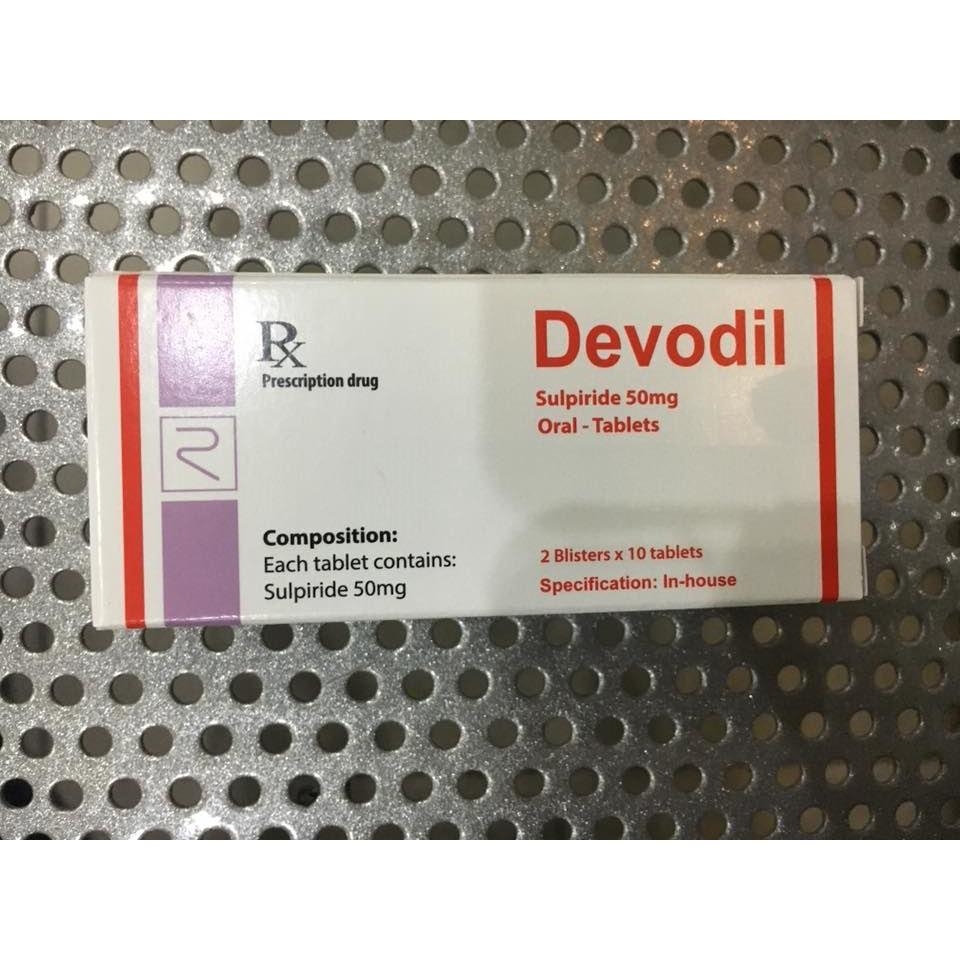 Rx
Prescription drug
Devodil
Sulpiride 50mg
Oral - Tablets
Composition:
Each tablet contains:
Sulpiride 50mg
2 Blisters x 10 tablets
Specification: In-house